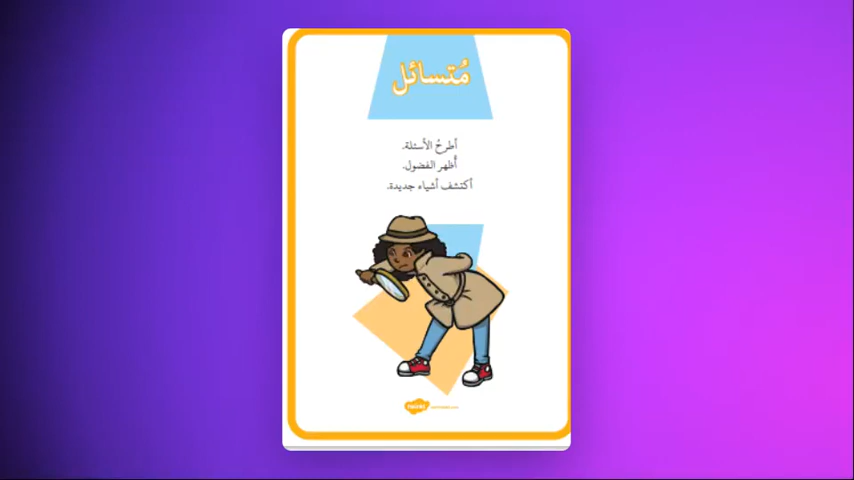 مُتسائل
أطرحُ الأسئلة.
أُظهر الفضول.
أكتشف أشياء جديدة.